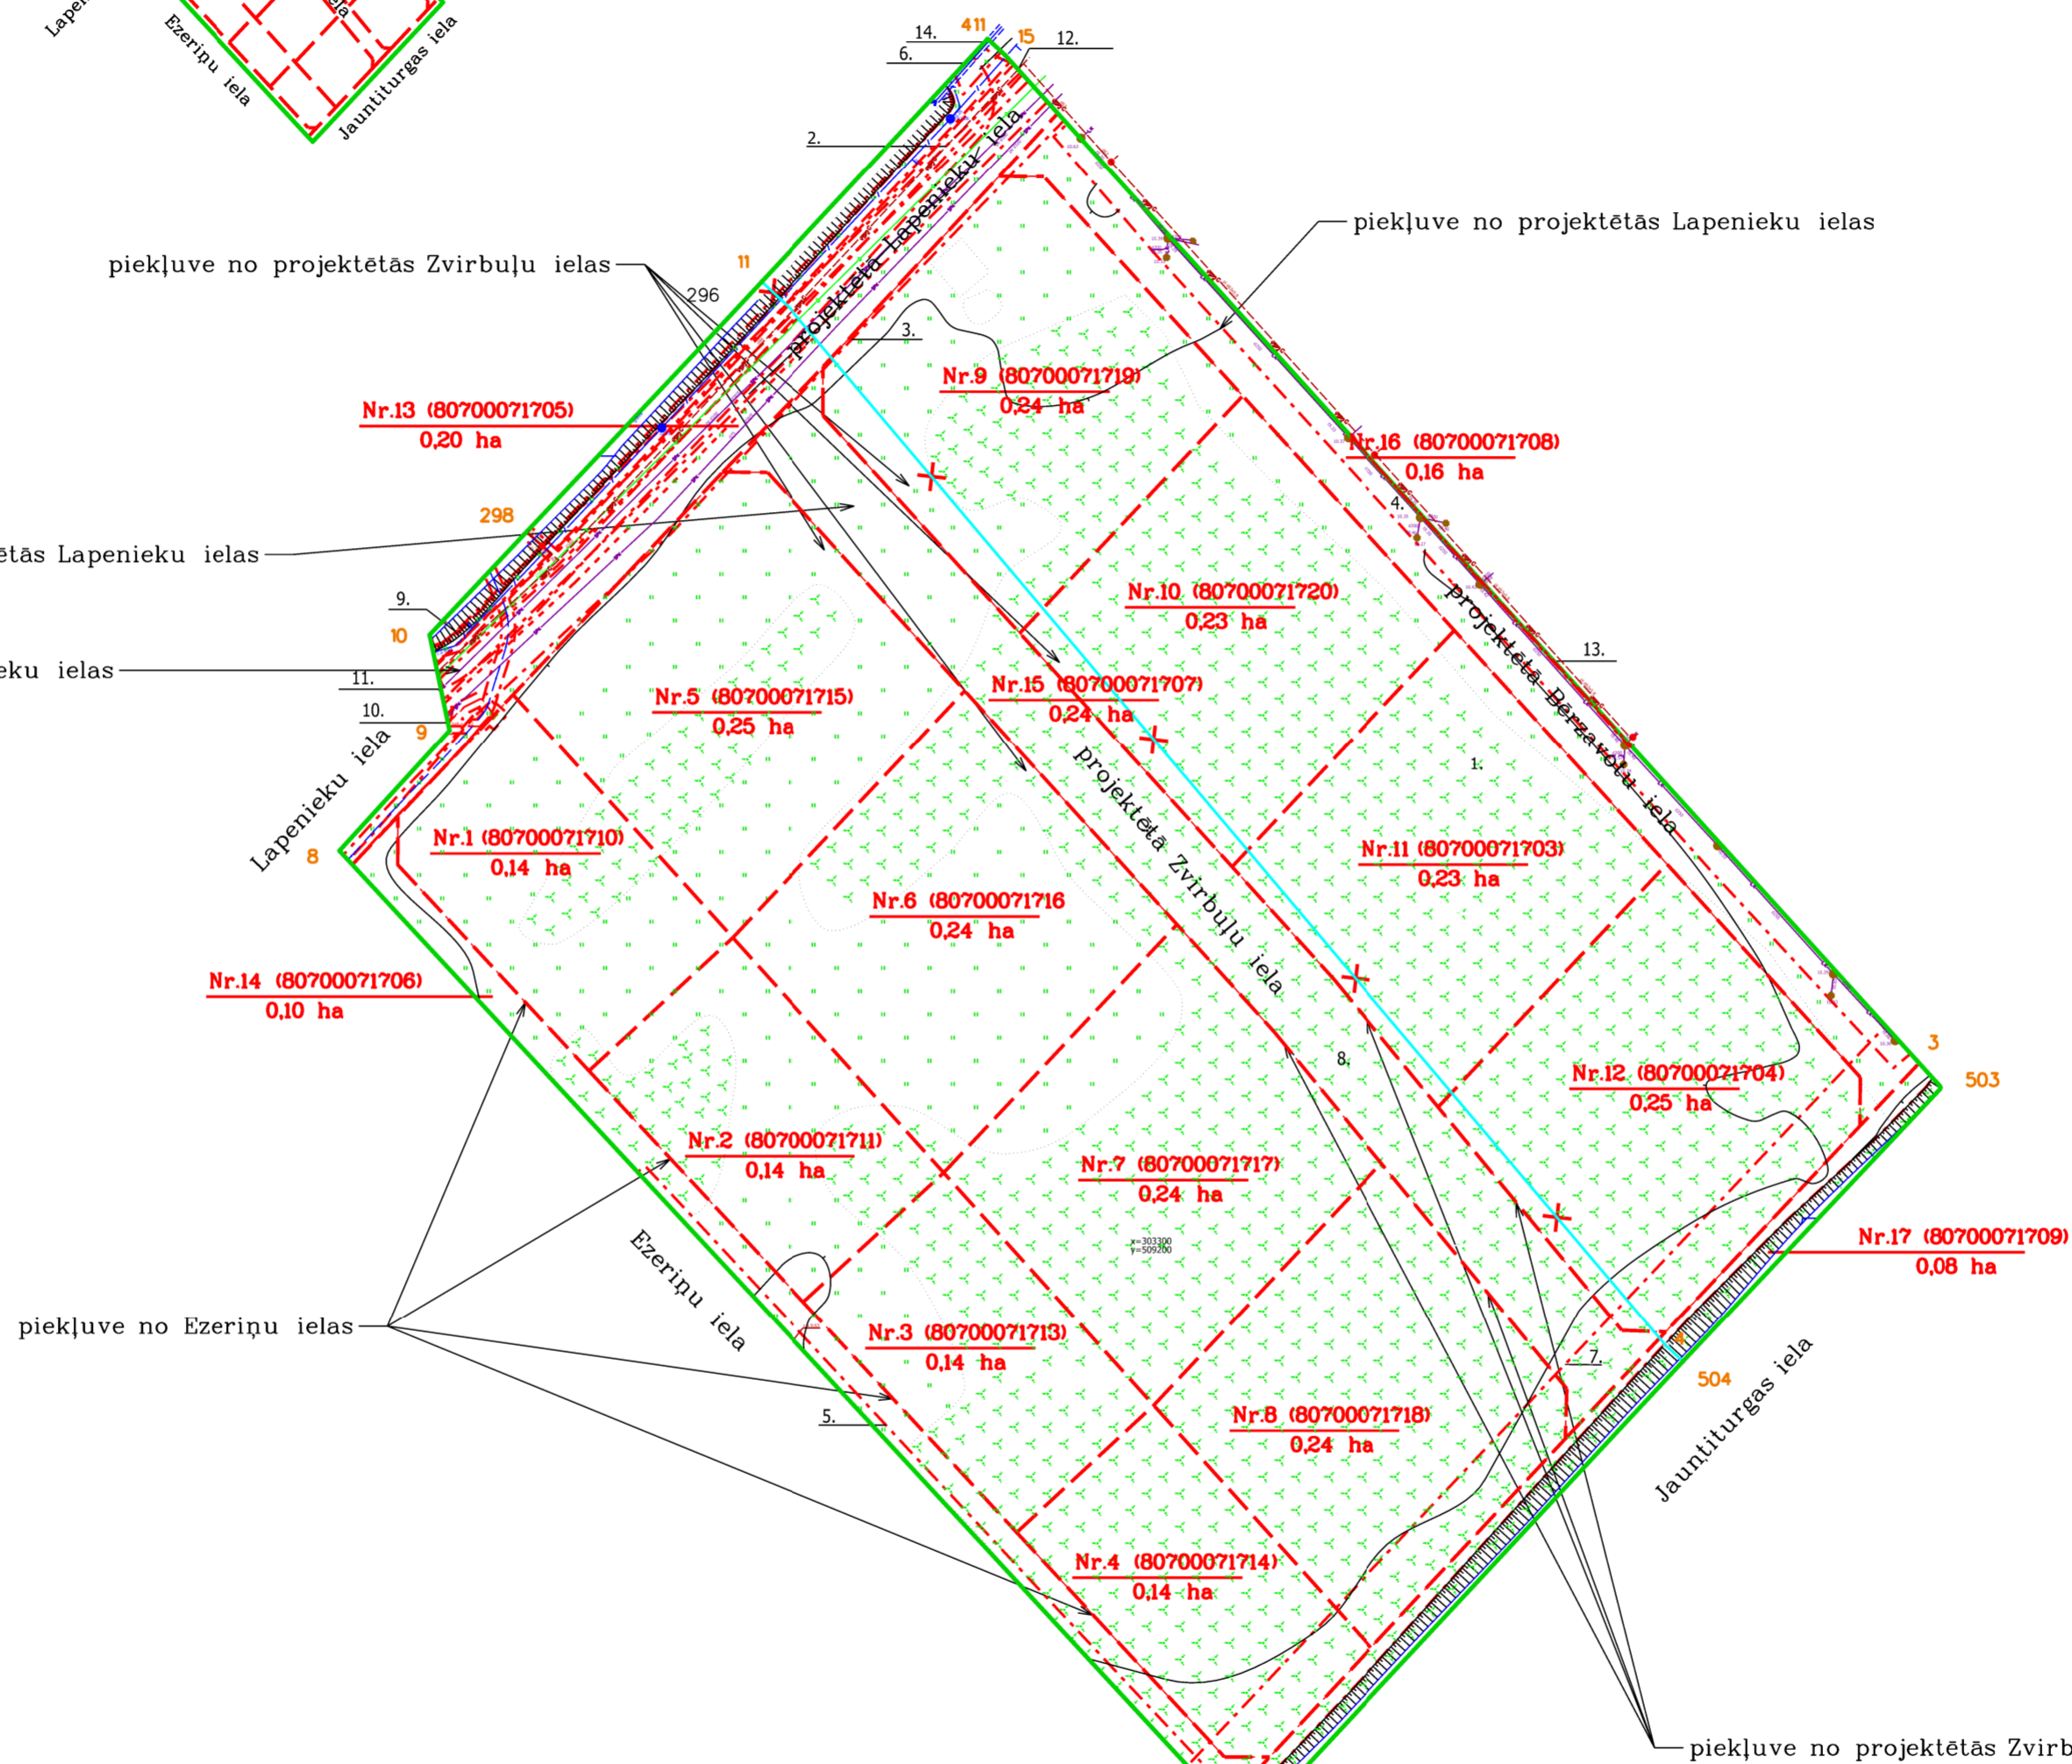 Ezeriņu iela
Jauntiturgas iela
14.
411
15
12.
6.
2.
piekļuve no projektētās Lapenieku ielas
piekļuve no projektētās Zvirbuļu ielas
11
296
projektētā Lapenieku iela
3.
Nr.9 (80700071719)
0,24 ha
Nr.13 (80700071705)
0,20 ha
Nr.16 (80700071708)
0,16 ha
4.
298
ētās Lapenieku ielas
9.
10
Nr.10 (80700071720)
0,23 ha
projektētā Bērzavotu iela
13.
eku ielas
11.
10.
9
Nr.5 (80700071715)
0,25 ha
Nr.15 (80700071707)
0,24 ha
1.
Lapenieku iela
8
Nr.1 (80700071710)
0,14 ha
projektētā Zvirbuļu iela
Nr.11 (80700071703)
0,23 ha
Nr.6 (80700071716
0,24 ha
Nr.14 (80700071706)
0,10 ha
8.
3
503
Nr.12 (80700071704)
0,25 ha
Nr.2 (80700071711)
0,14 ha
Nr.7 (80700071717)
0,24 ha
x=303300
y=509200
Nr.17 (80700071709)
0,08 ha
Ezeriņu iela
piekļuve no Ezeriņu ielas
Nr.3 (80700071713)
0,14 ha
4
7.
504
Jaunţiturgas iela
5.
Nr.8 (80700071718)
0,24 ha
Nr.4 (80700071714)
0,14 ha
piekļuve no projektētās Zvirb